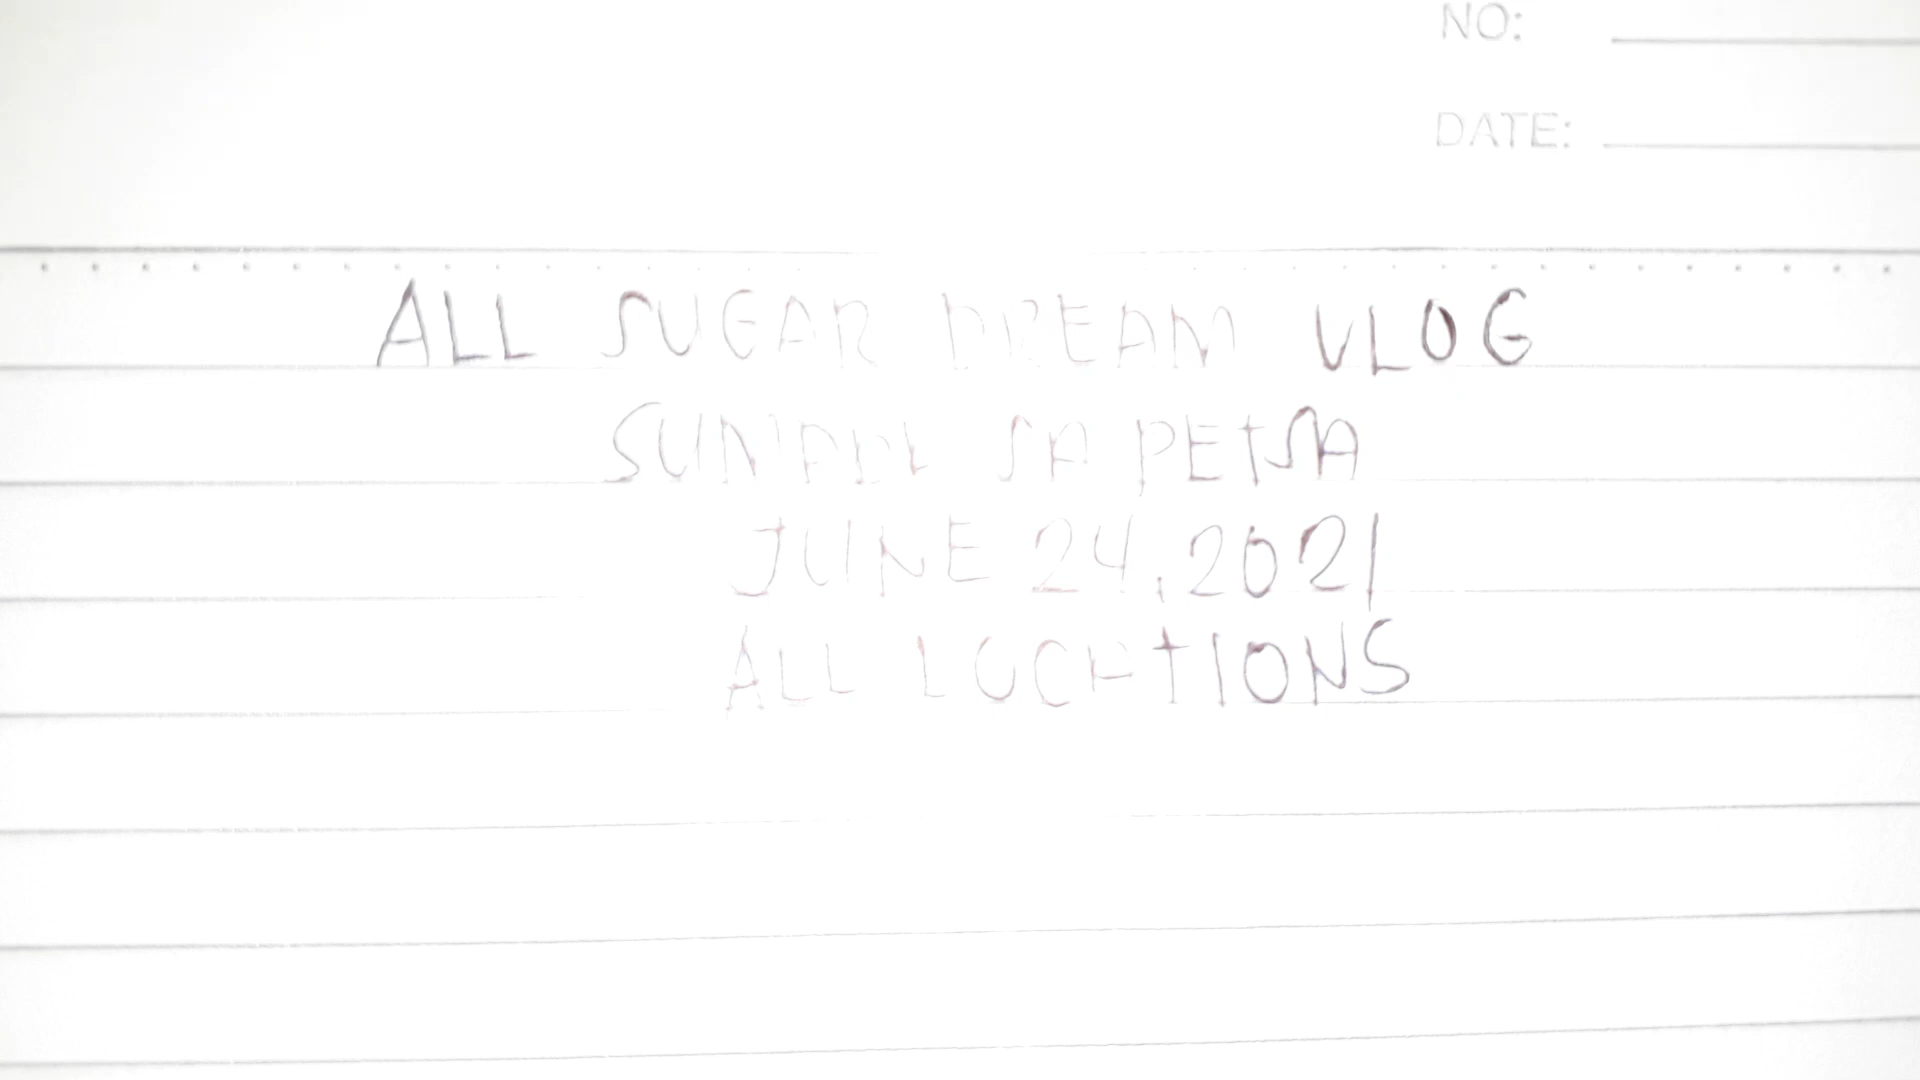 NO:
DATE:
ALL SUGAR DREAM VLOG
SA PETSA
JUNE 24, 2021
ALL LOCATIONS